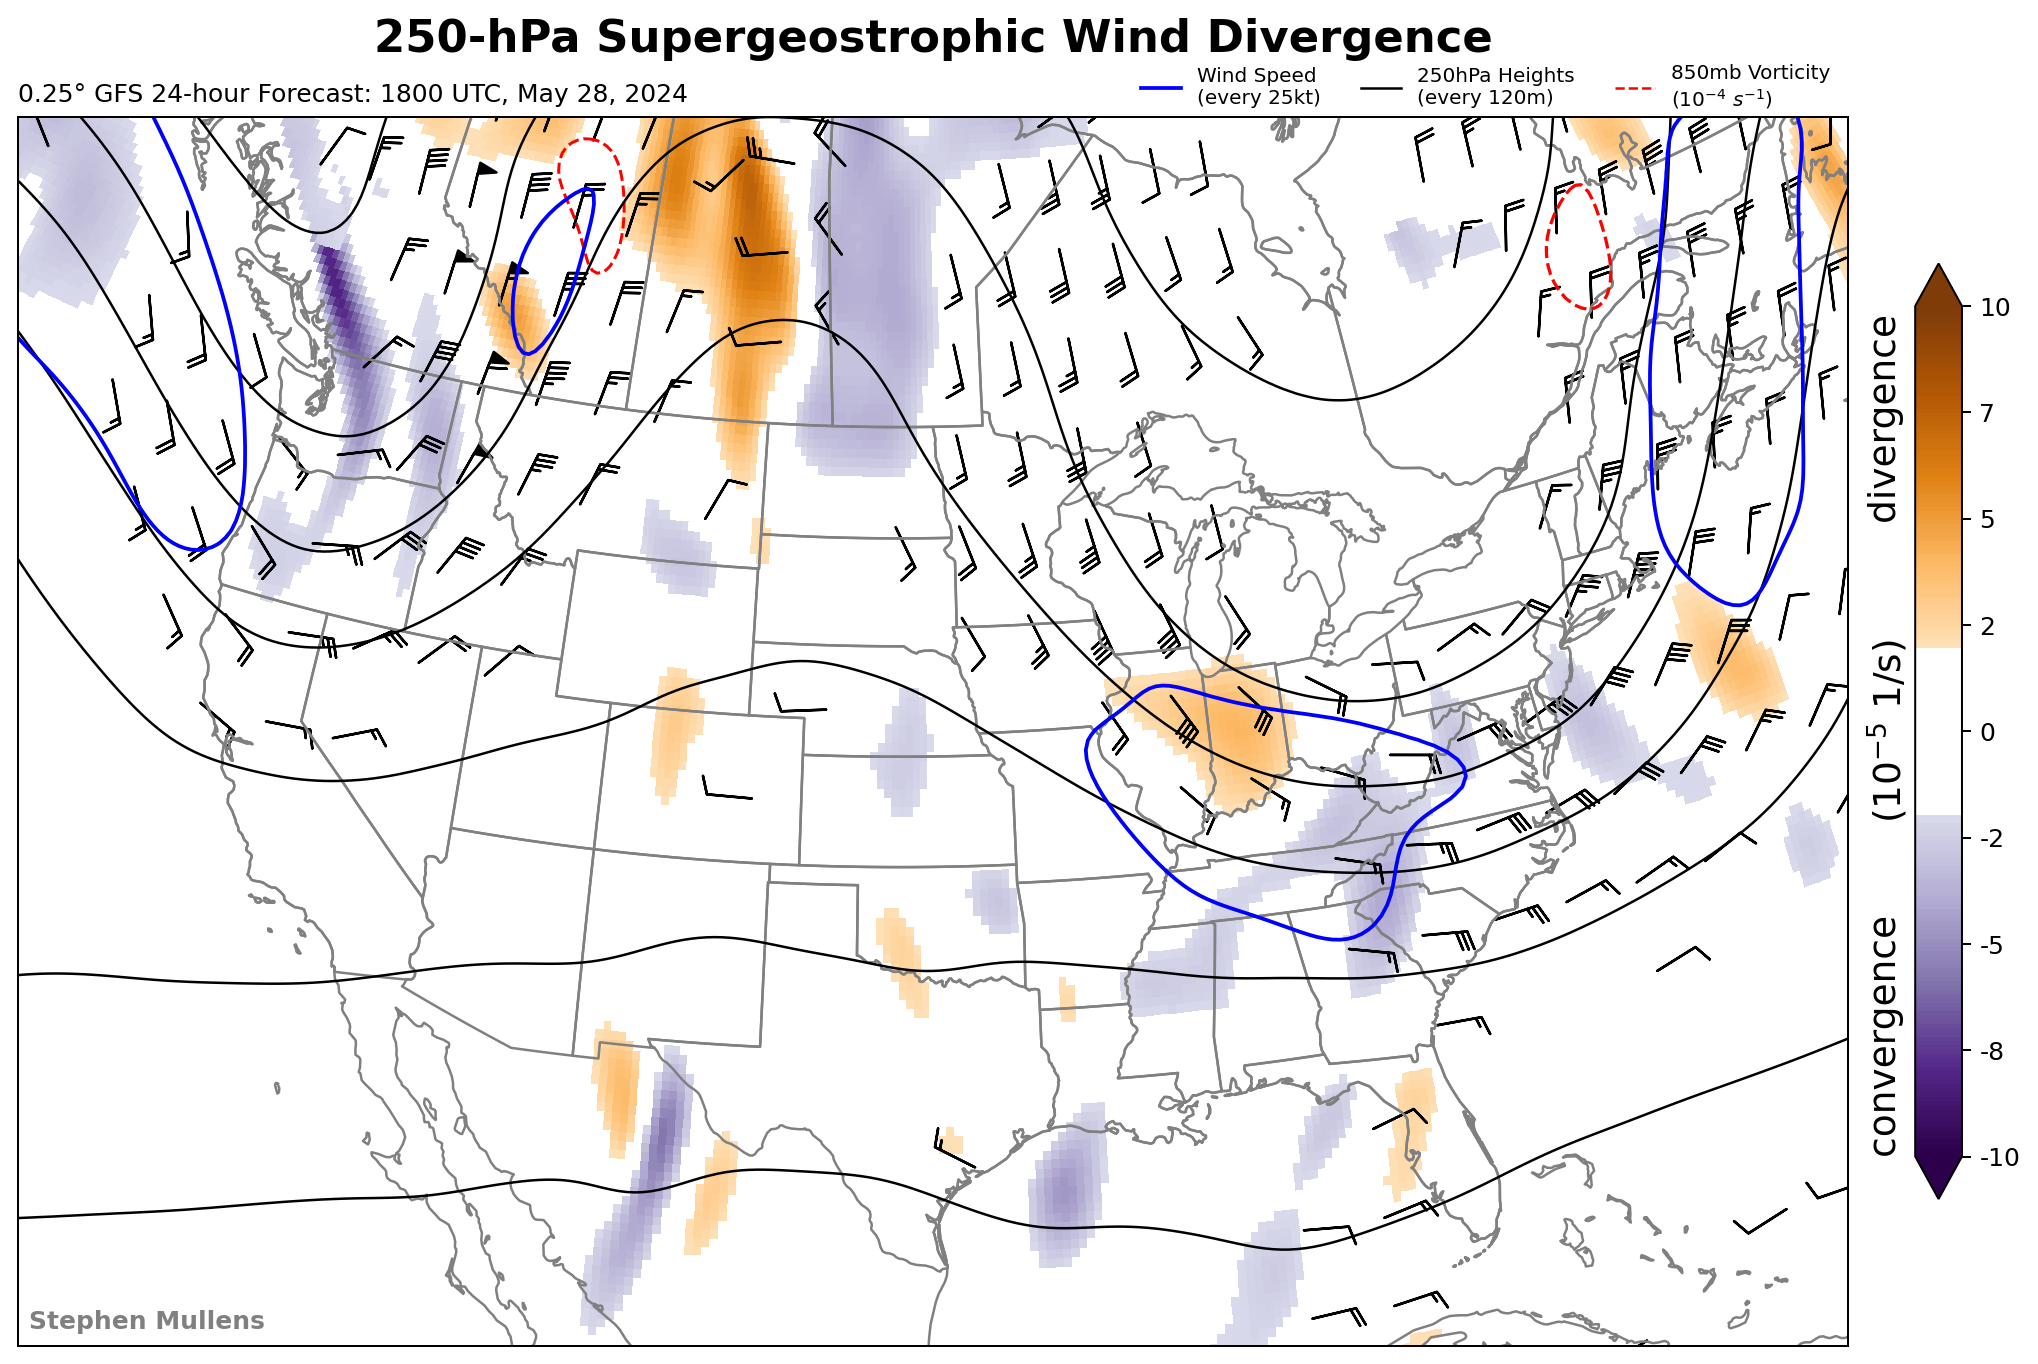 250-hPa Supergeostrophic Wind Divergence
0.25° GFS 24-hour Forecast: 1800 UTC, May 28, 2024
Wind Speed
(every 25kt)
250hPa Heights
(every 120m)
850mb Vorticity
(10⁻⁴ s⁻¹)
10
7
5
2
0
-2
-5
-8
-10
convergence (10⁻⁵ 1/s) divergence
Stephen Mullens